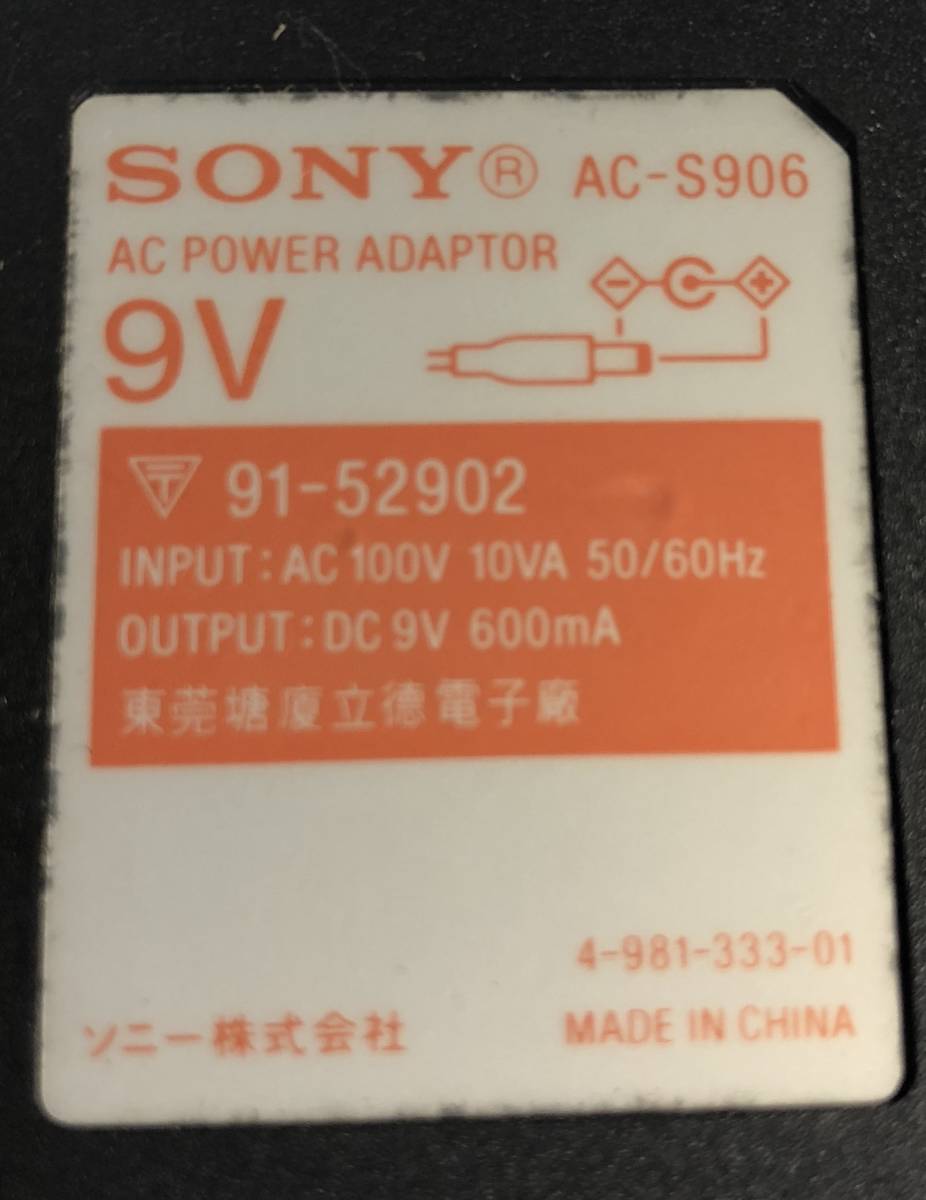 SONY® AC-S906
AC POWER ADAPTOR
9V
91-52902
INPUT:AC 100V 10VA 50/60Hz
OUTPUT:DC 9V 600mA
東莞塘廈立德電子廠
4-981-333-01
ソニー株式会社 MADE IN CHINA